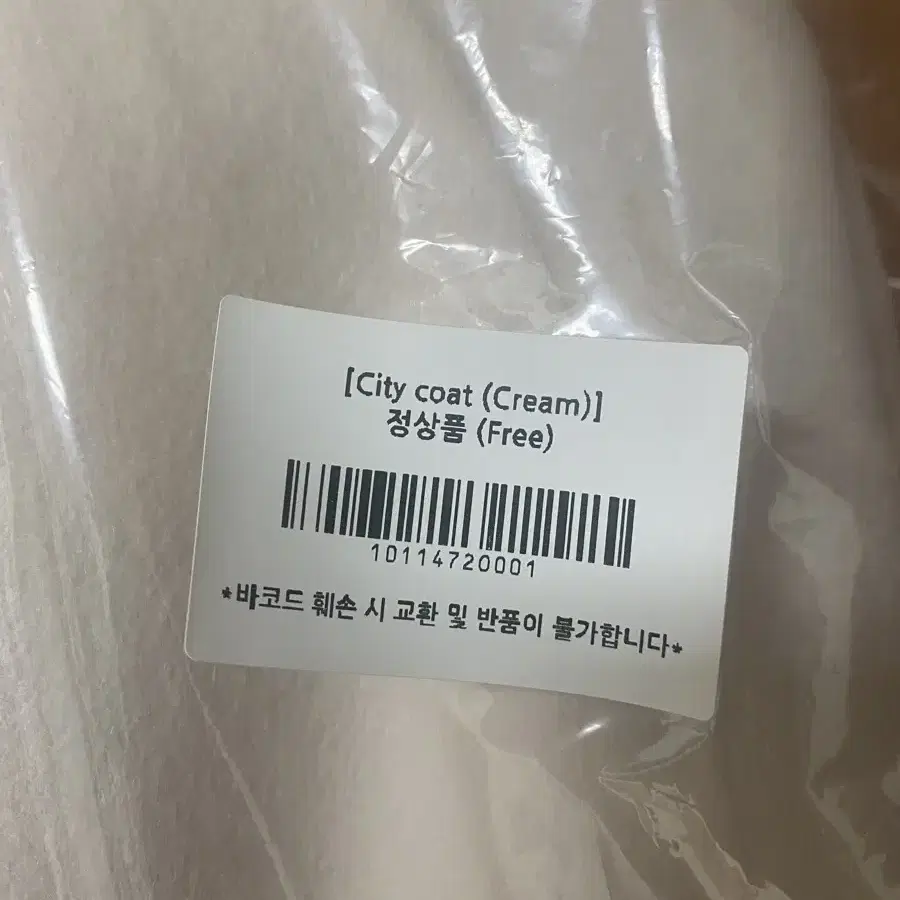 [City coat (Cream)]
정상품 (Free)
10114720001
*바코드 훼손 시 교환 및 반품이 불가합니다*